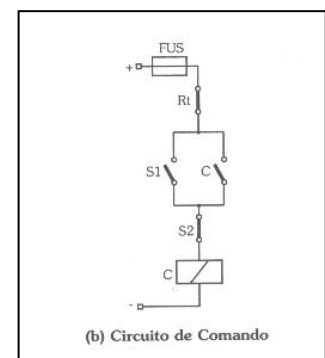 FUS
+
Rt
S1 C
S2
C
-
(b) Circuito de Comando